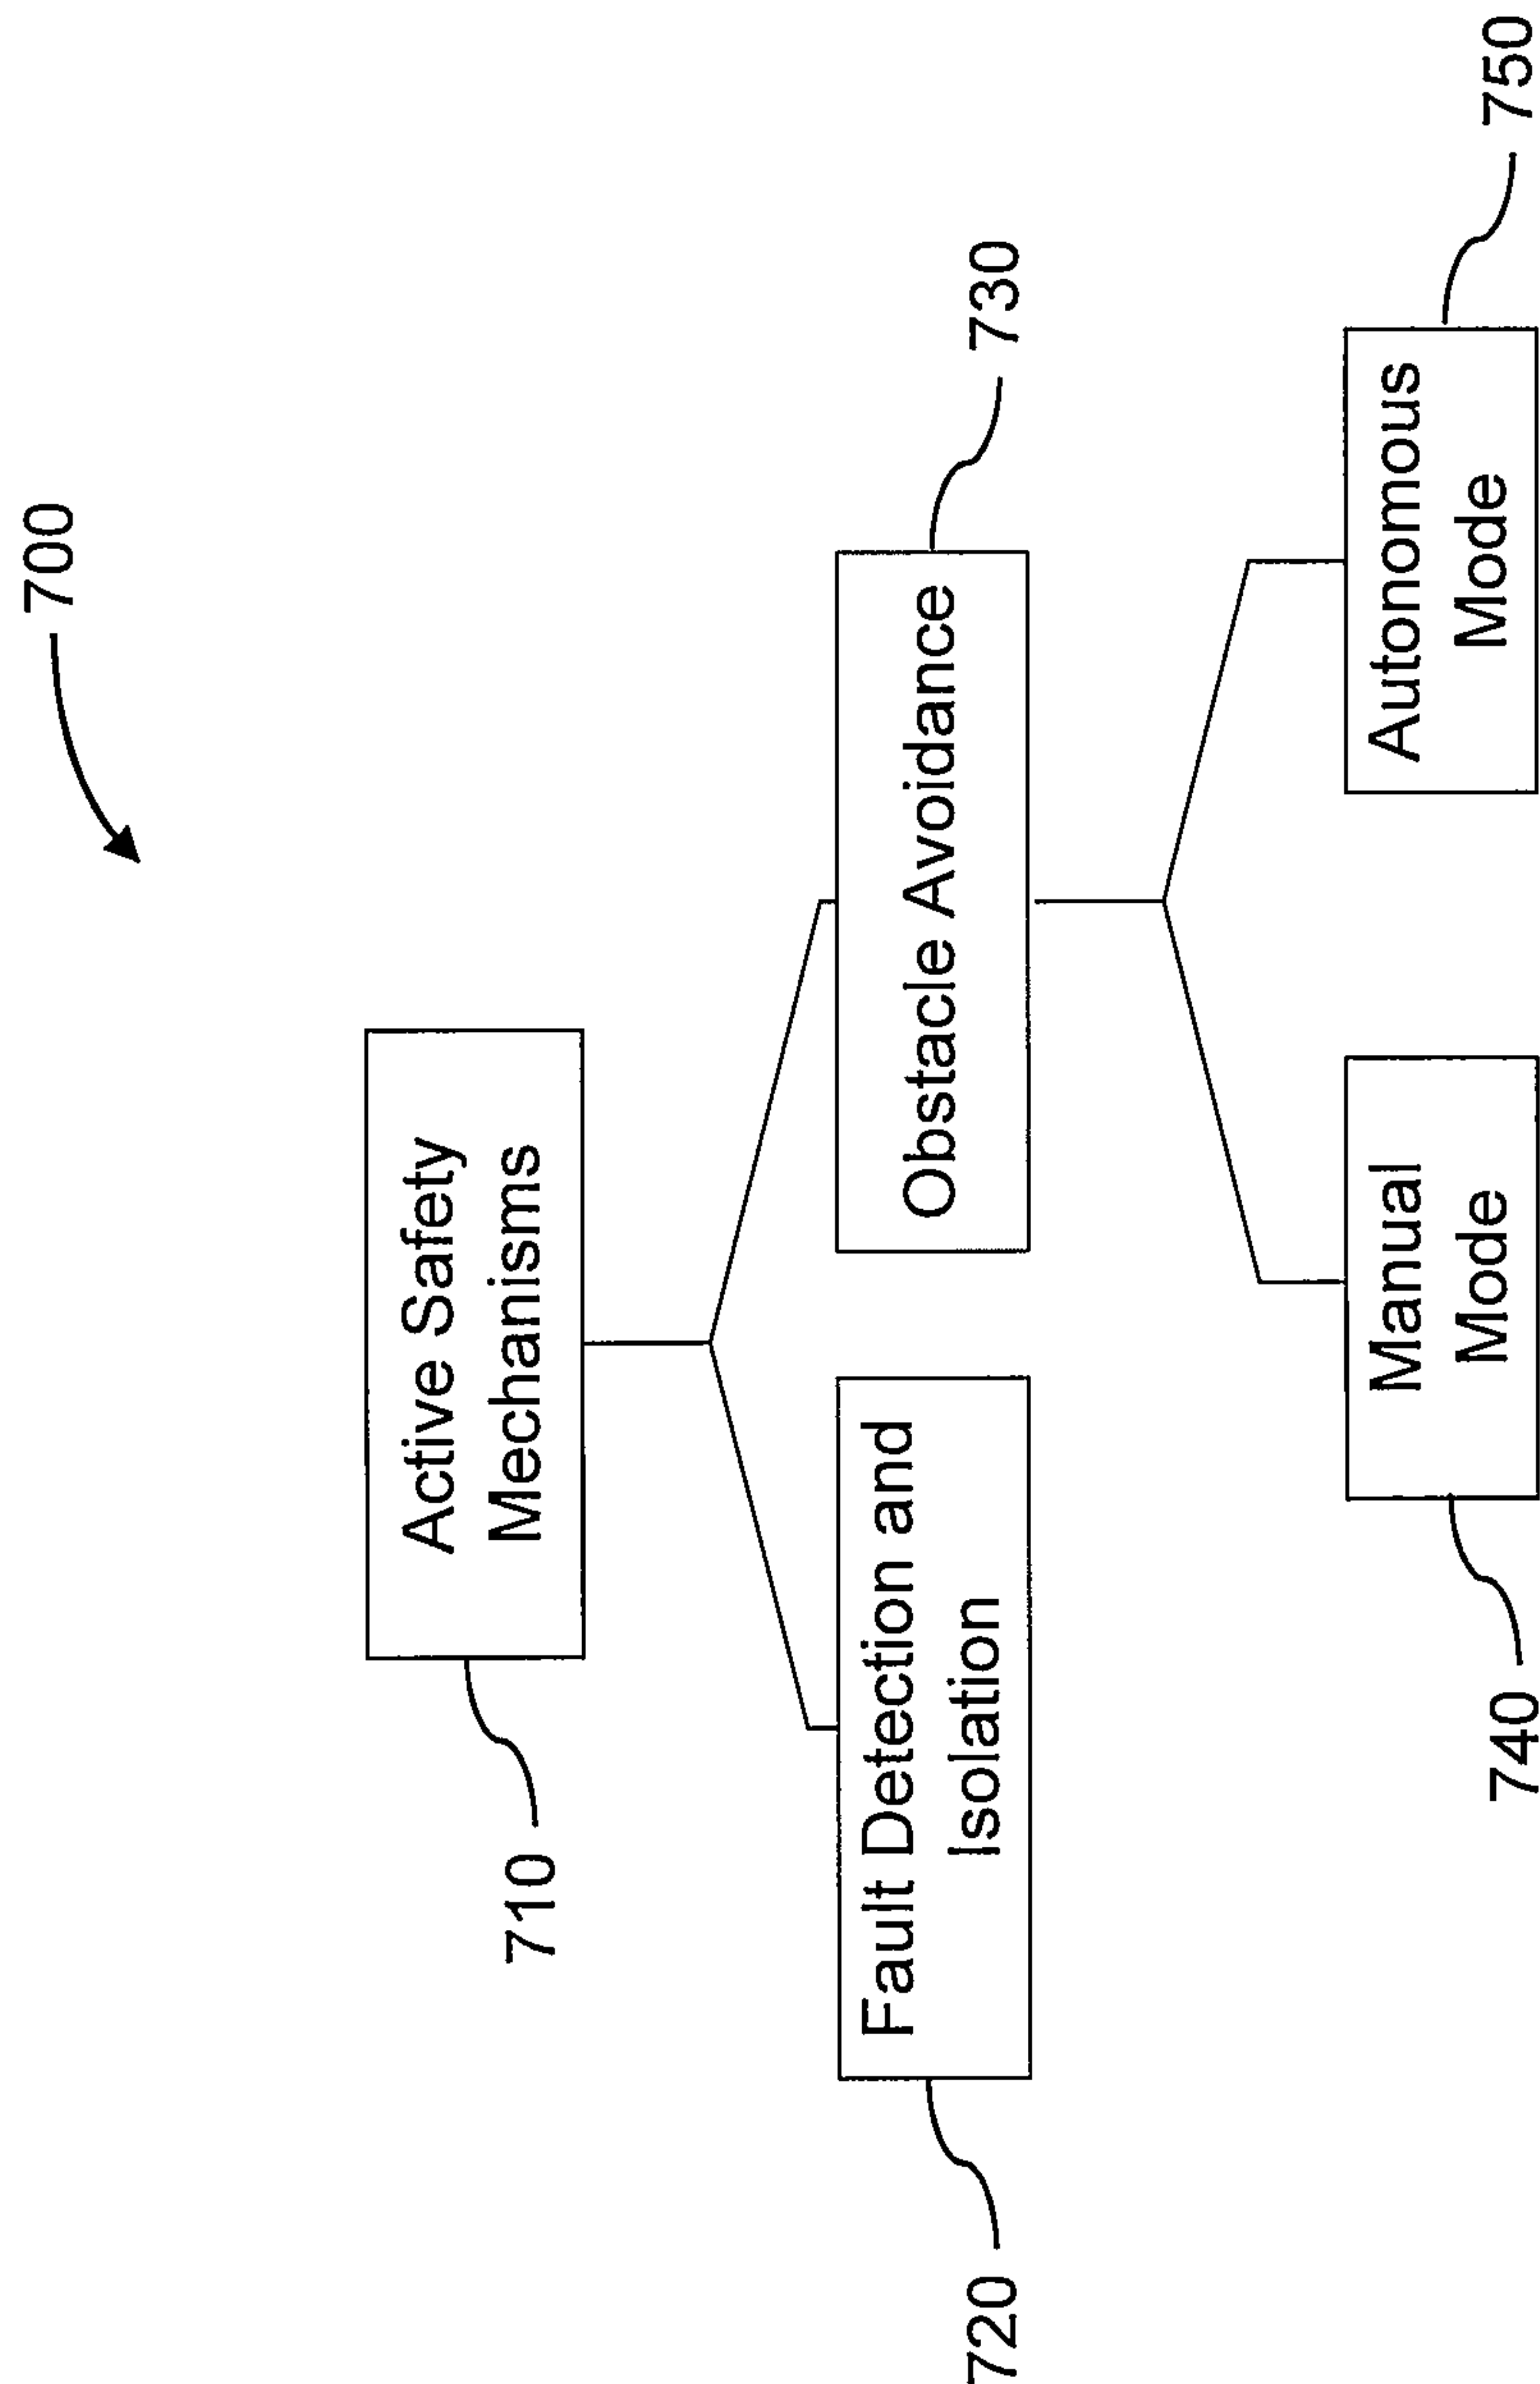 700
Active Safety
Mechanisms
710
Fault Detection and
Isolation
720
Obstacle Avoidance
730
Manual
Mode
740
Autonomous
Mode
750